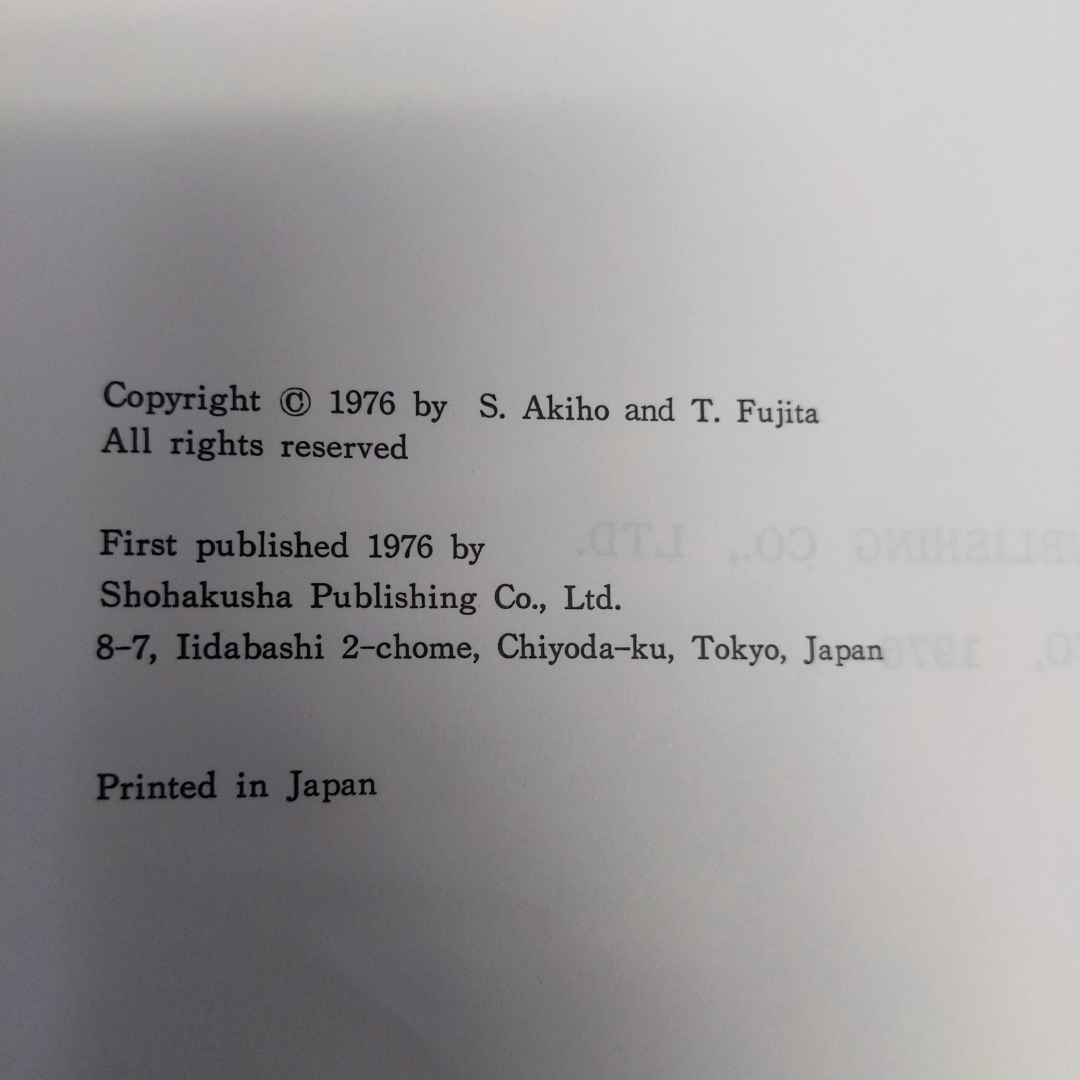 Copyright © 1976 by S. Akiho and T. Fujita
All rights reserved
First published 1976 by
Shohakusha Publishing Co., Ltd.
8-7, Iidabashi 2-chome, Chiyoda-ku, Tokyo, Japan
Printed in Japan